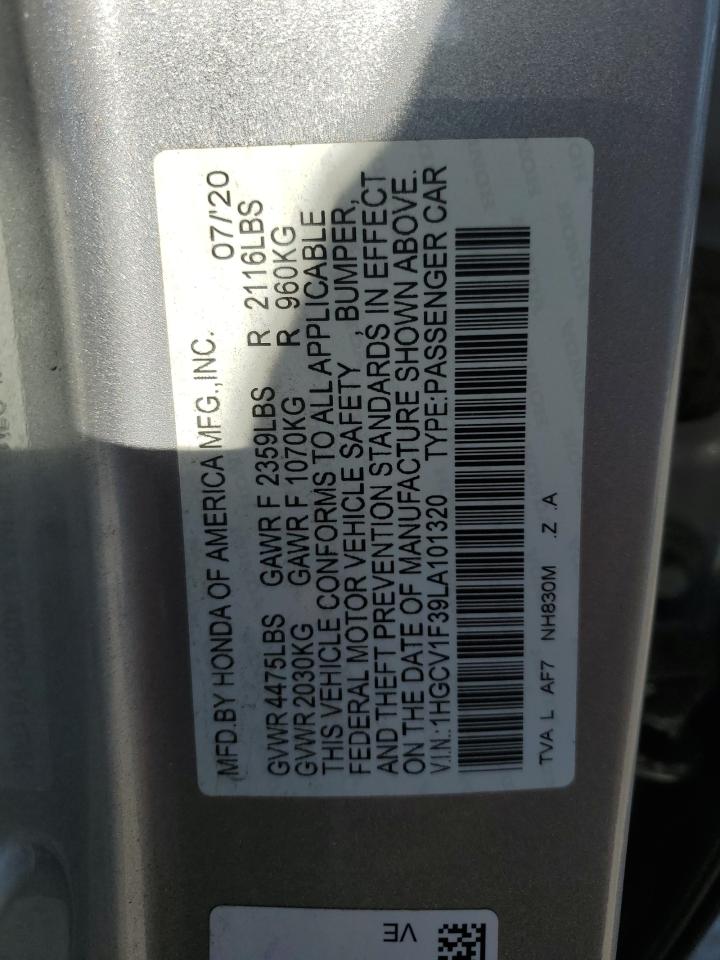 MFD.BY HONDA OF AMERICA MFG.,INC. 07/'20
GVWR 4475LBS GAWR F 2359LBS R 2116LBS
GVWR 2030KG GAWR F 1070KG R 960KG
THIS VEHICLE CONFORMS TO ALL APPLICABLE
FEDERAL MOTOR VEHICLE SAFETY , BUMPER,
AND THEFT PREVENTION STANDARDS IN EFFECT
ON THE DATE OF MANUFACTURE SHOWN ABOVE.
V.I.N.:1HGCV1F39LA101320 TYPE:PASSENGER CAR
TVA L AF7 NH830M .Z .A
VE